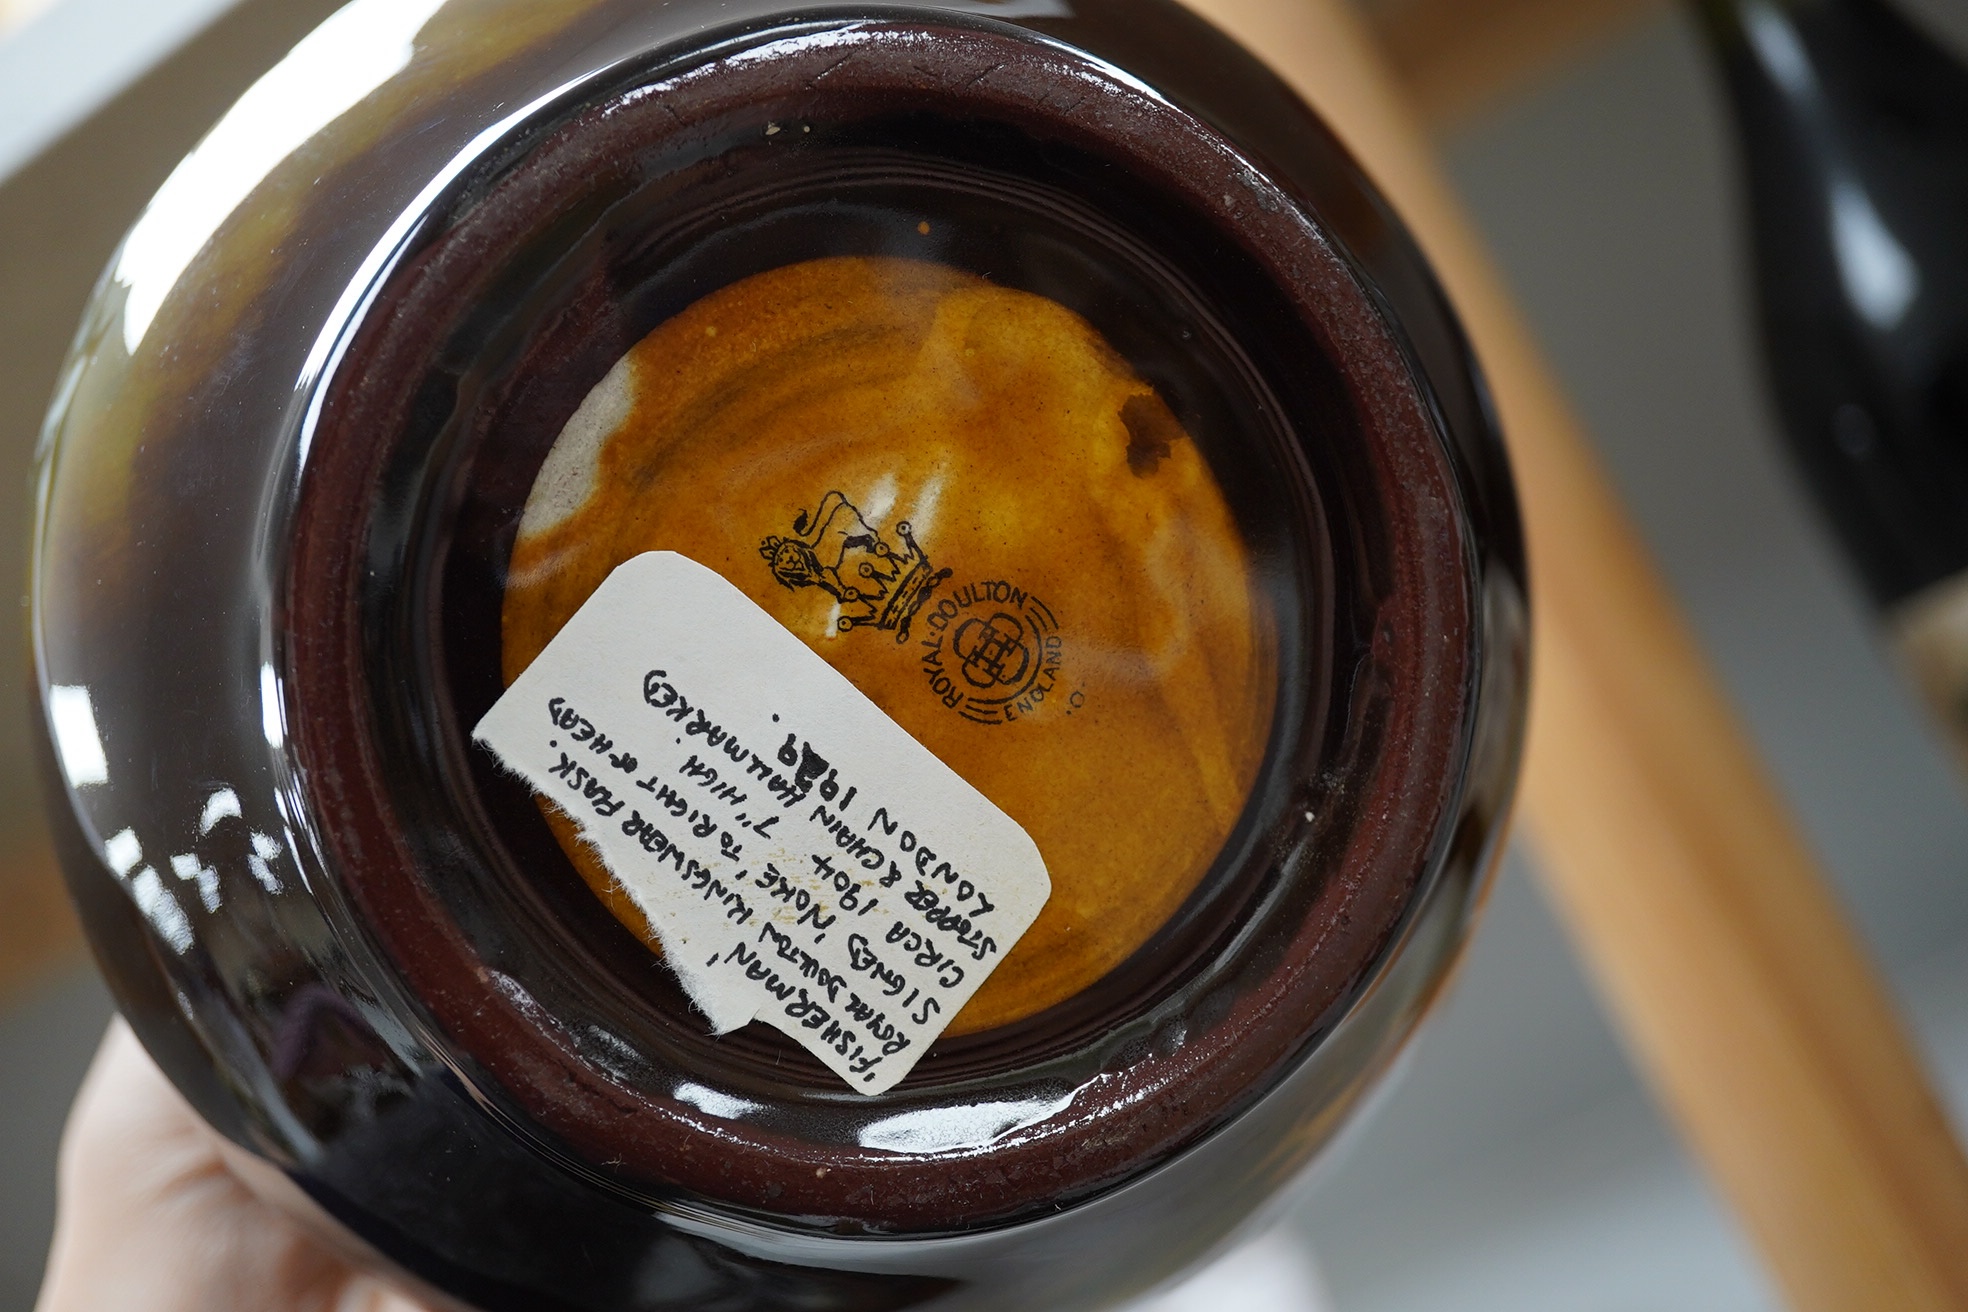 ROYAL·DOULTON
ENGLAND
·O·
'FISHERMAN'
ROYAL DOULTON KINGSWEAR FLASK.
SIGNED 'NOKE' TO RIGHT OF HEAD
CIRCA 1904 7" HIGH.
STOPPER & CHAIN HALLMARKED
LONDON 1929.